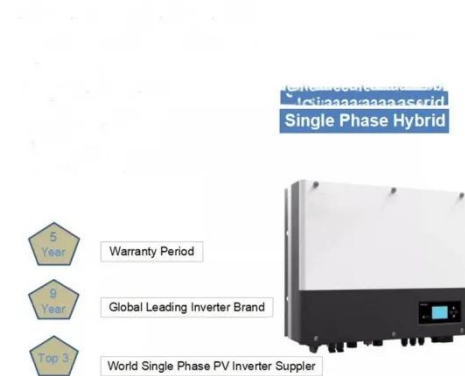 Single Phase Hybrid
5
Year
Warranty Period
9
Year
Global Leading Inverter Brand
Top 3
World Single Phase PV Inverter Suppler